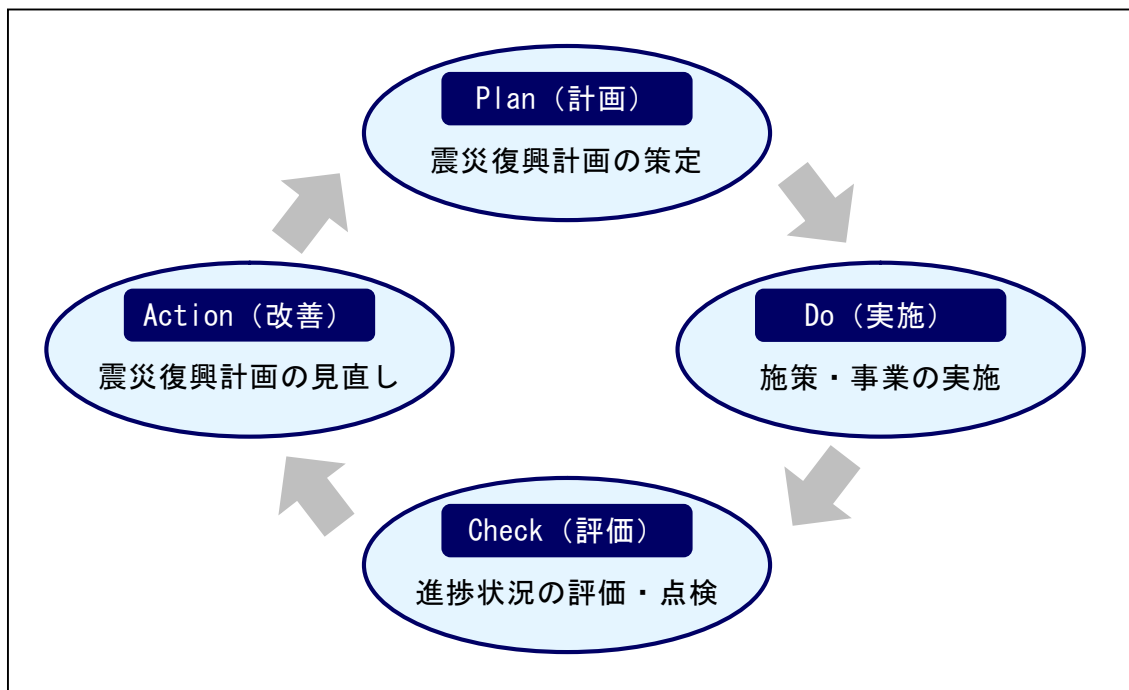 Plan（計画）
震災復興計画の策定
Do（実施）
施策・事業の実施
Check（評価）
進捗状況の評価・点検
Action（改善）
震災復興計画の見直し